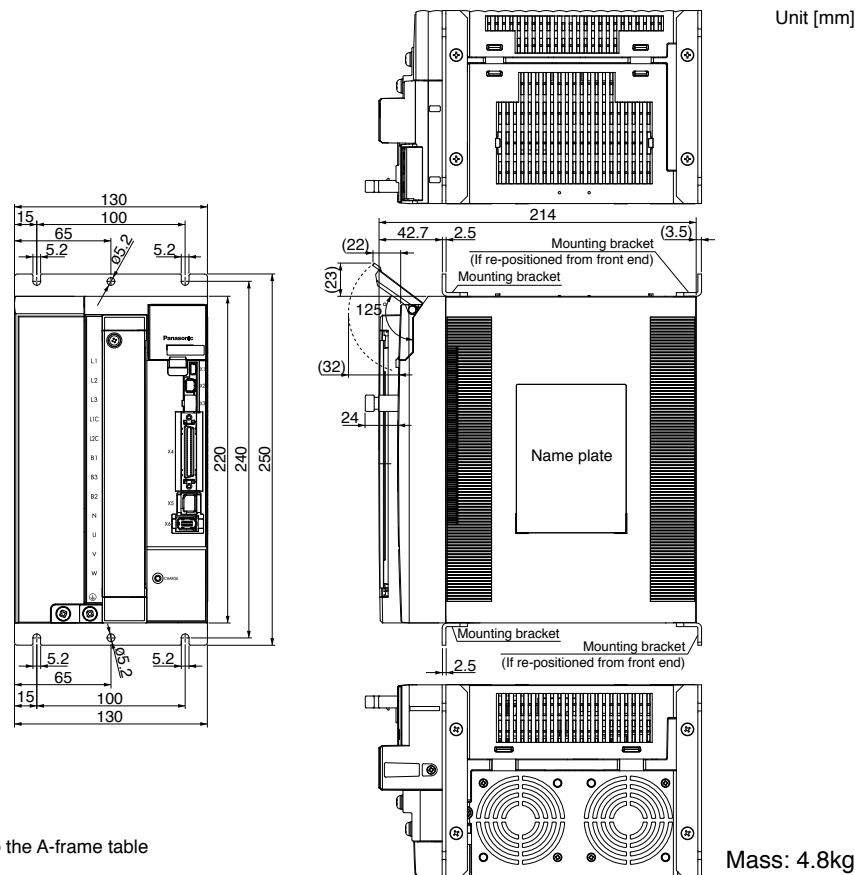 Unit [mm]
130
15
100
65
5.2
ø5.2
5.2
Panasonic
L1
L2
L3
L1C
L2C
B1
B3
B2
N
U
V
W
X1
X2
X3
X4
X5
X6
220
240
250
5.2
ø5.2
5.2
65
15
100
130
214
42.7
2.5
(3.5)
(22)
Mounting bracket
(If re-positioned from front end)
Mounting bracket
(23)
125°
(32)
24
Name plate
Mounting bracket
Mounting bracket
(If re-positioned from front end)
2.5
the A-frame table
Mass: 4.8kg